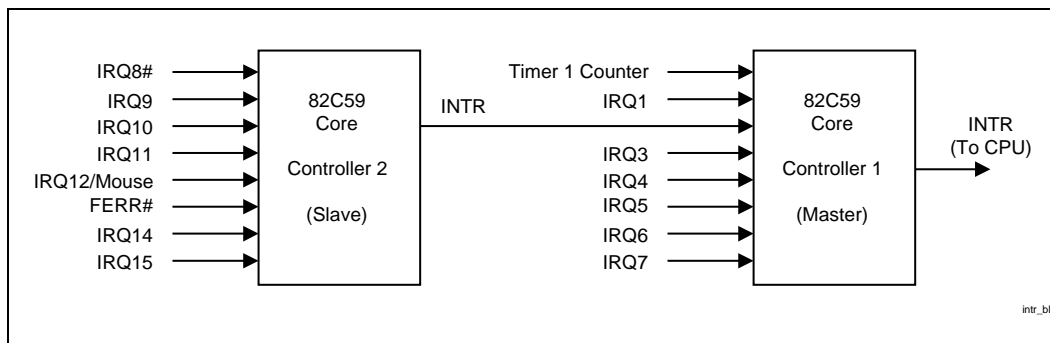 IRQ8#
IRQ9
IRQ10
IRQ11
IRQ12/Mouse
FERR#
IRQ14
IRQ15
82C59
Core
Controller 2
(Slave)
INTR
Timer 1 Counter
IRQ1
IRQ3
IRQ4
IRQ5
IRQ6
IRQ7
82C59
Core
Controller 1
(Master)
INTR
(To CPU)
intr_bl